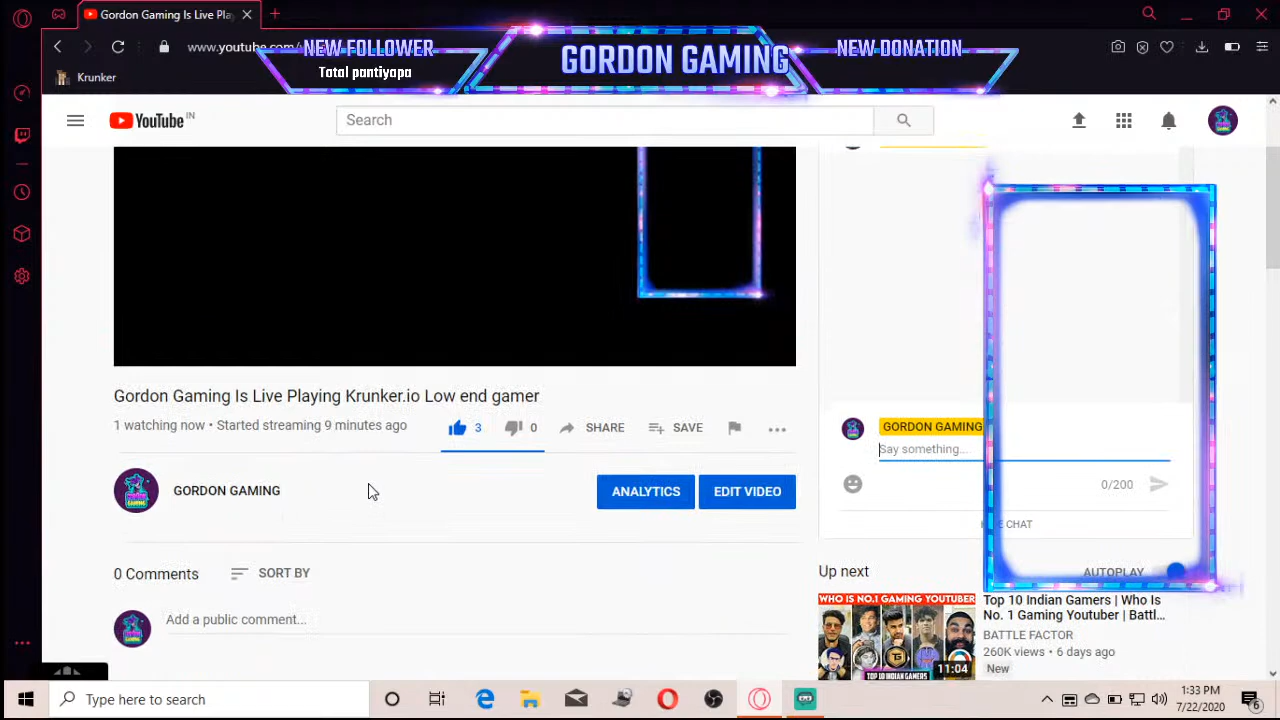 Gordon Gaming Is Live Pla
www.youtube.com/
NEW FOLLOWER
Tatal pantiyapa
GORDON GAMING
NEW DONATION
Krunker
YouTube IN
Search
Gordon Gaming Is Live Playing Krunker.io Low end gamer
1 watching now • Started streaming 9 minutes ago
3
0
SHARE
SAVE
GORDON GAMING
ANALYTICS
EDIT VIDEO
0 Comments
SORT BY
Add a public comment...
GORDON GAMING
Say something...
0/200
CHAT
Up next
AUTOPLAY
WHO IS NO.1 GAMING YOUTUBER
TOP 10 INDIAN GAMERS
11:04
Top 10 Indian Gamers | Who Is
No. 1 Gaming Youtuber | Battl...
BATTLE FACTOR
260K views • 6 days ago
New
Type here to search
1:33 PM
7/22/2020
6